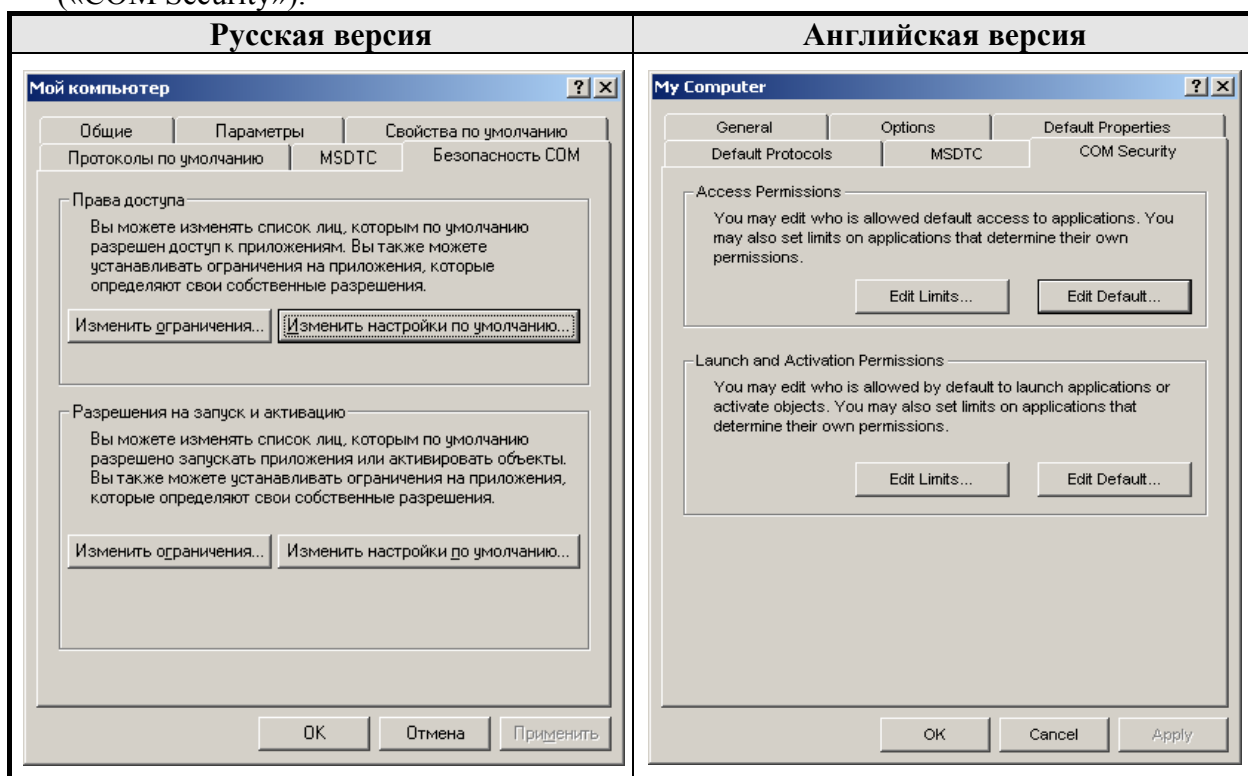 («COM Security»).
Русская версия
Английская версия
Мой компьютер
Общие Параметры Свойства по умолчанию
Протоколы по умолчанию MSDTC Безопасность COM
Права доступа
Вы можете изменять список лиц, которым по умолчанию
разрешен доступ к приложениям. Вы также можете
устанавливать ограничения на приложения, которые
определяют свои собственные разрешения.
Изменить ограничения... Изменить настройки по умолчанию...
Разрешения на запуск и активацию
Вы можете изменять список лиц, которым по умолчанию
разрешено запускать приложения или активировать объекты.
Вы также можете устанавливать ограничения на приложения,
которые определяют свои собственные разрешения.
Изменить ограничения... Изменить настройки по умолчанию...
OK Отмена Применить
My Computer
General Options Default Properties
Default Protocols MSDTC COM Security
Access Permissions
You may edit who is allowed default access to applications. You
may also set limits on applications that determine their own
permissions.
Edit Limits... Edit Default...
Launch and Activation Permissions
You may edit who is allowed by default to launch applications or
activate objects. You may also set limits on applications that
determine their own permissions.
Edit Limits... Edit Default...
OK Cancel Apply